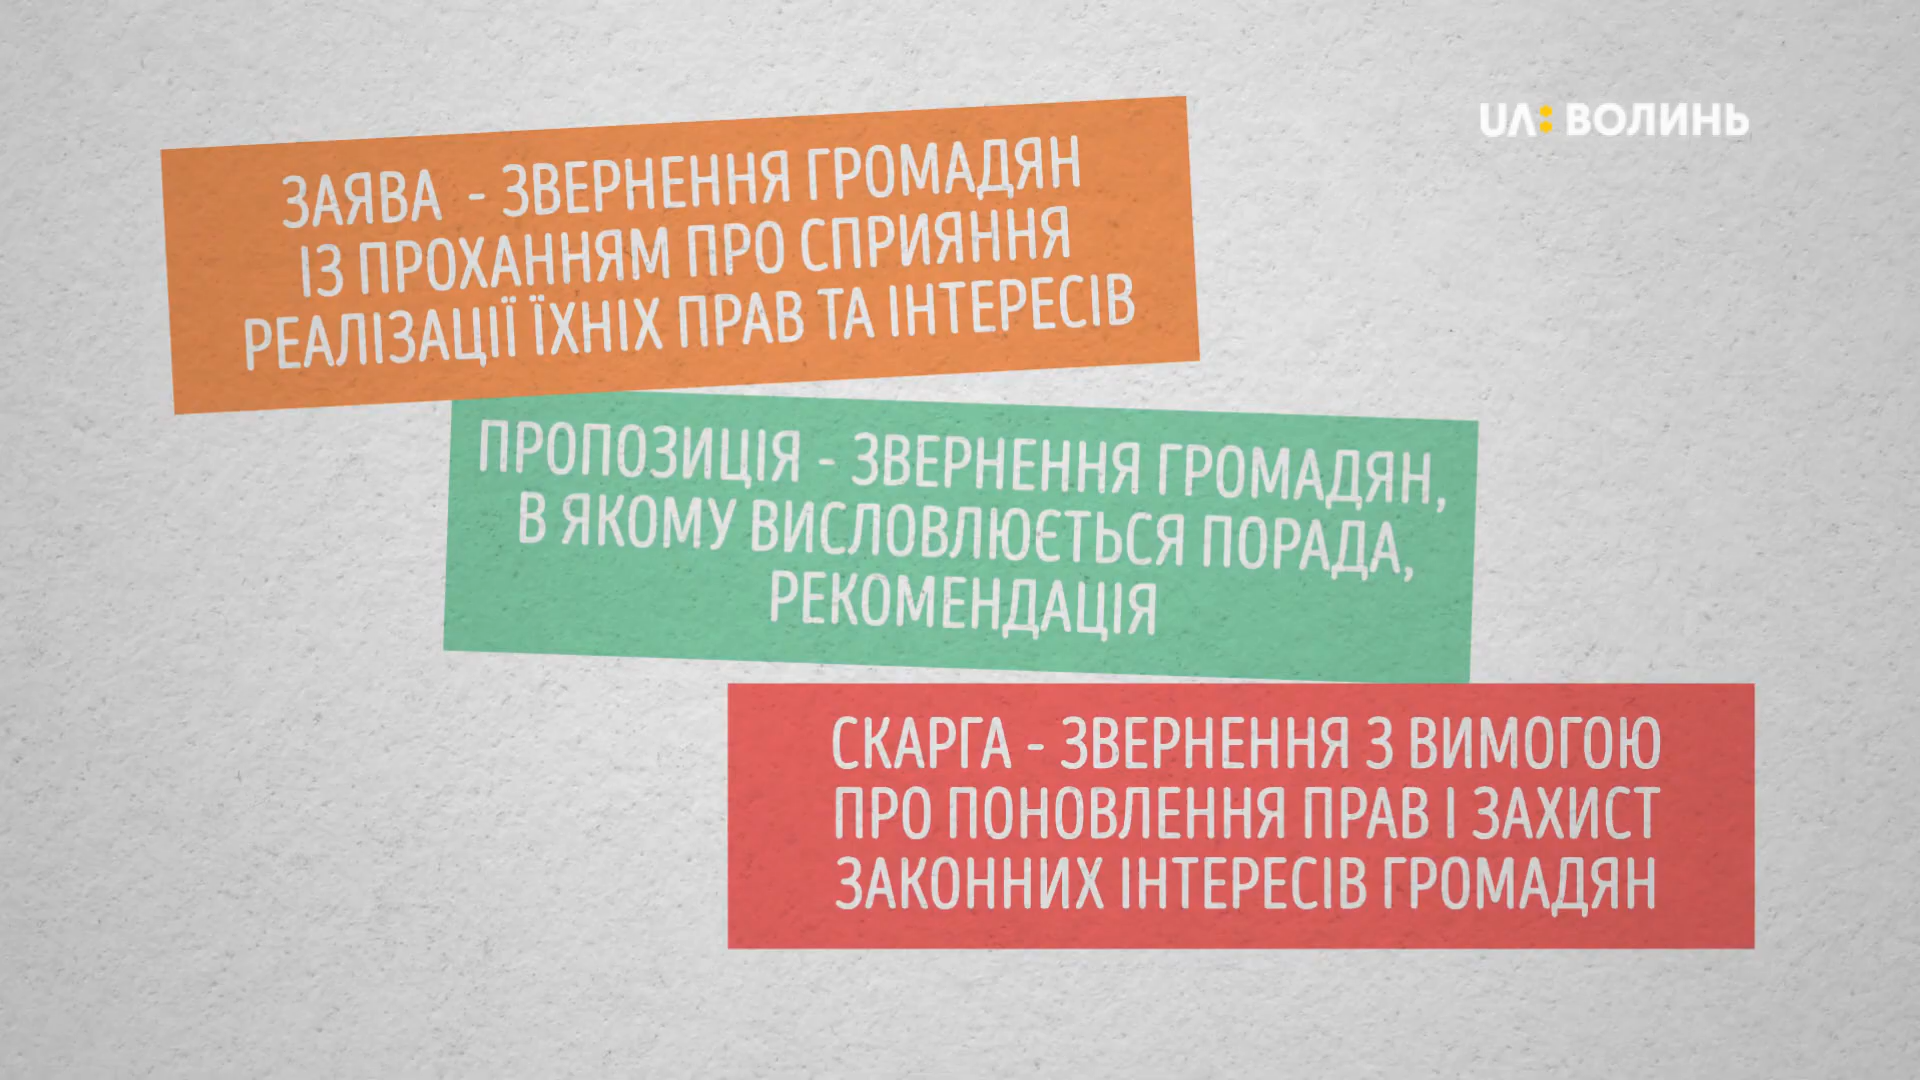 UA: ВОЛИНЬ
ЗАЯВА - ЗВЕРНЕННЯ ГРОМАДЯН
ІЗ ПРОХАННЯМ ПРО СПРИЯННЯ
РЕАЛІЗАЦІЇ ЇХНІХ ПРАВ ТА ІНТЕРЕСІВ
ПРОПОЗИЦІЯ - ЗВЕРНЕННЯ ГРОМАДЯН,
В ЯКОМУ ВИСЛОВЛЮЄТЬСЯ ПОРАДА,
РЕКОМЕНДАЦІЯ
СКАРГА - ЗВЕРНЕННЯ З ВИМОГОЮ
ПРО ПОНОВЛЕННЯ ПРАВ І ЗАХИСТ
ЗАКОННИХ ІНТЕРЕСІВ ГРОМАДЯН